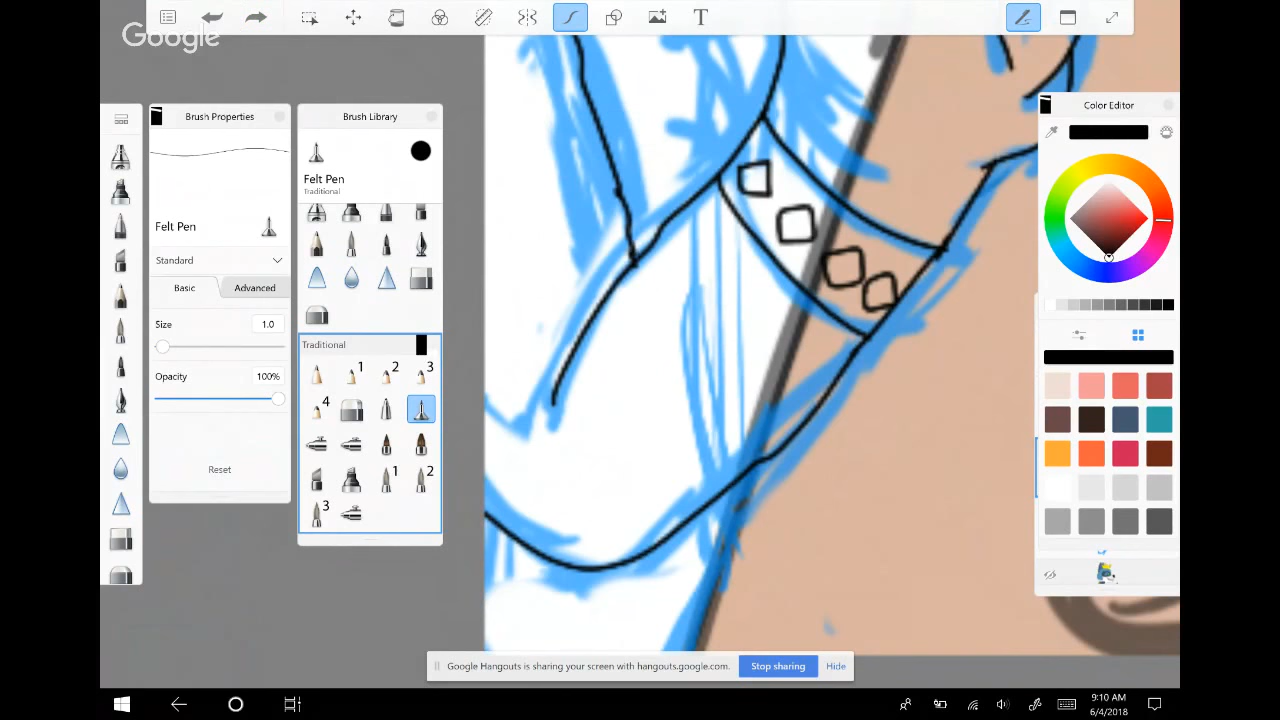 T
Google
Brush Properties
Brush Library
Color Editor
Felt Pen
Traditional
Felt Pen
Standard
Basic
Advanced
Size
1.0
Opacity
100%
Reset
Traditional
1
2
3
4
1
2
3
Google Hangouts is sharing your screen with hangouts.google.com.
Stop sharing
Hide
9:10 AM
6/4/2018